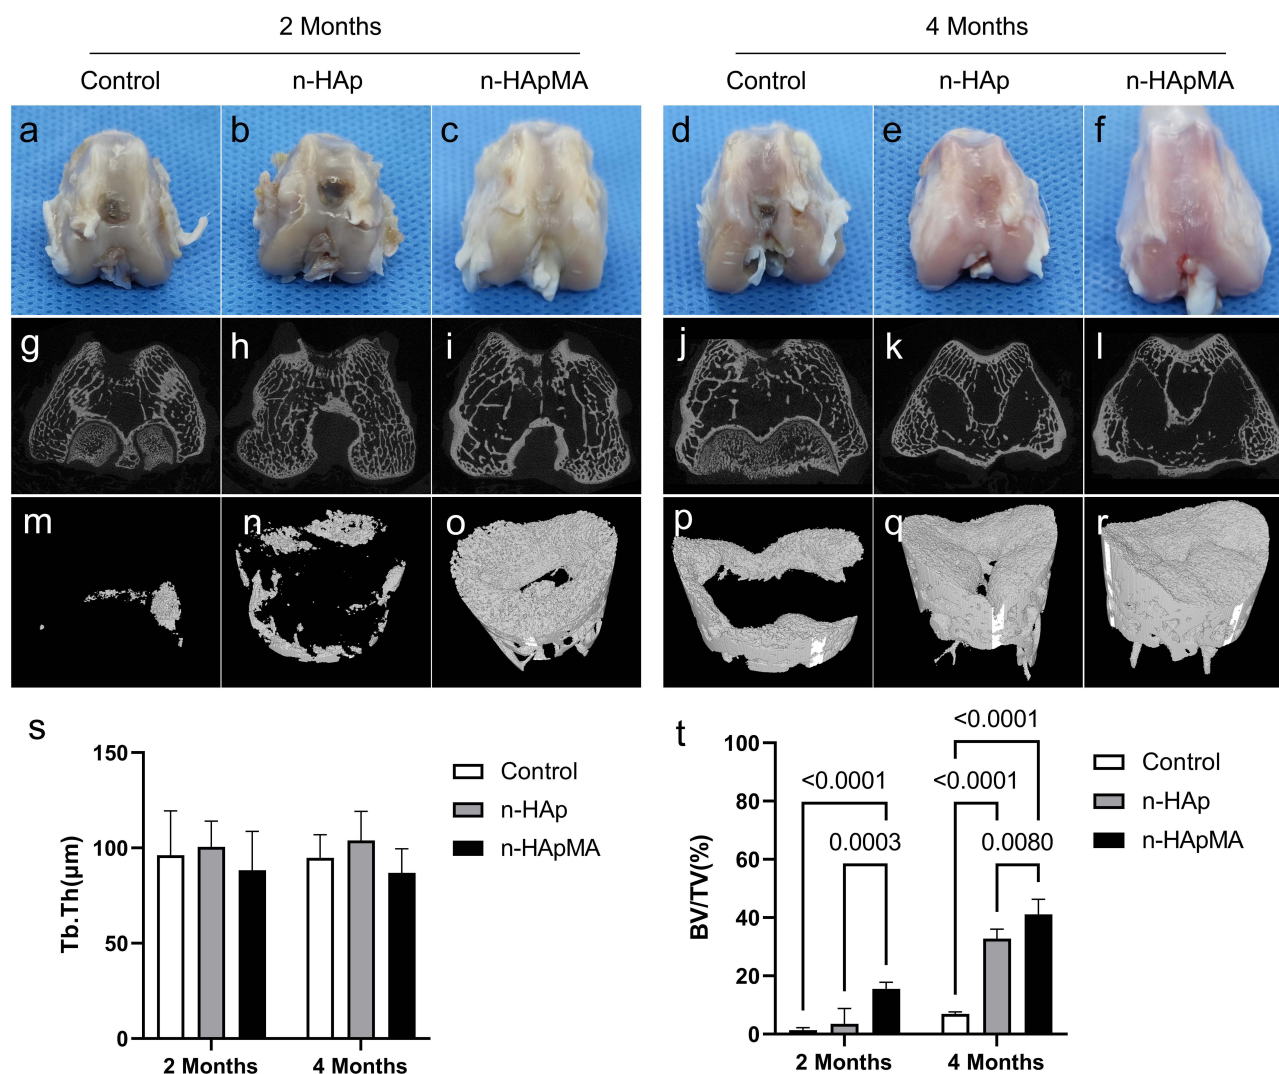 2 Months 4 Months
Control n-HAp n-HApMA Control n-HAp n-HApMA
a b c d e f
g h i j k l
m n o p q r
s
150
100
50
0
Tb.Th(μm)
2 Months 4 Months
Control
n-HAp
n-HApMA
t
100
80
60
40
20
0
BV/TV(%)
<0.0001
<0.0001 <0.0001
0.0003 0.0080
2 Months 4 Months
Control
n-HAp
n-HApMA